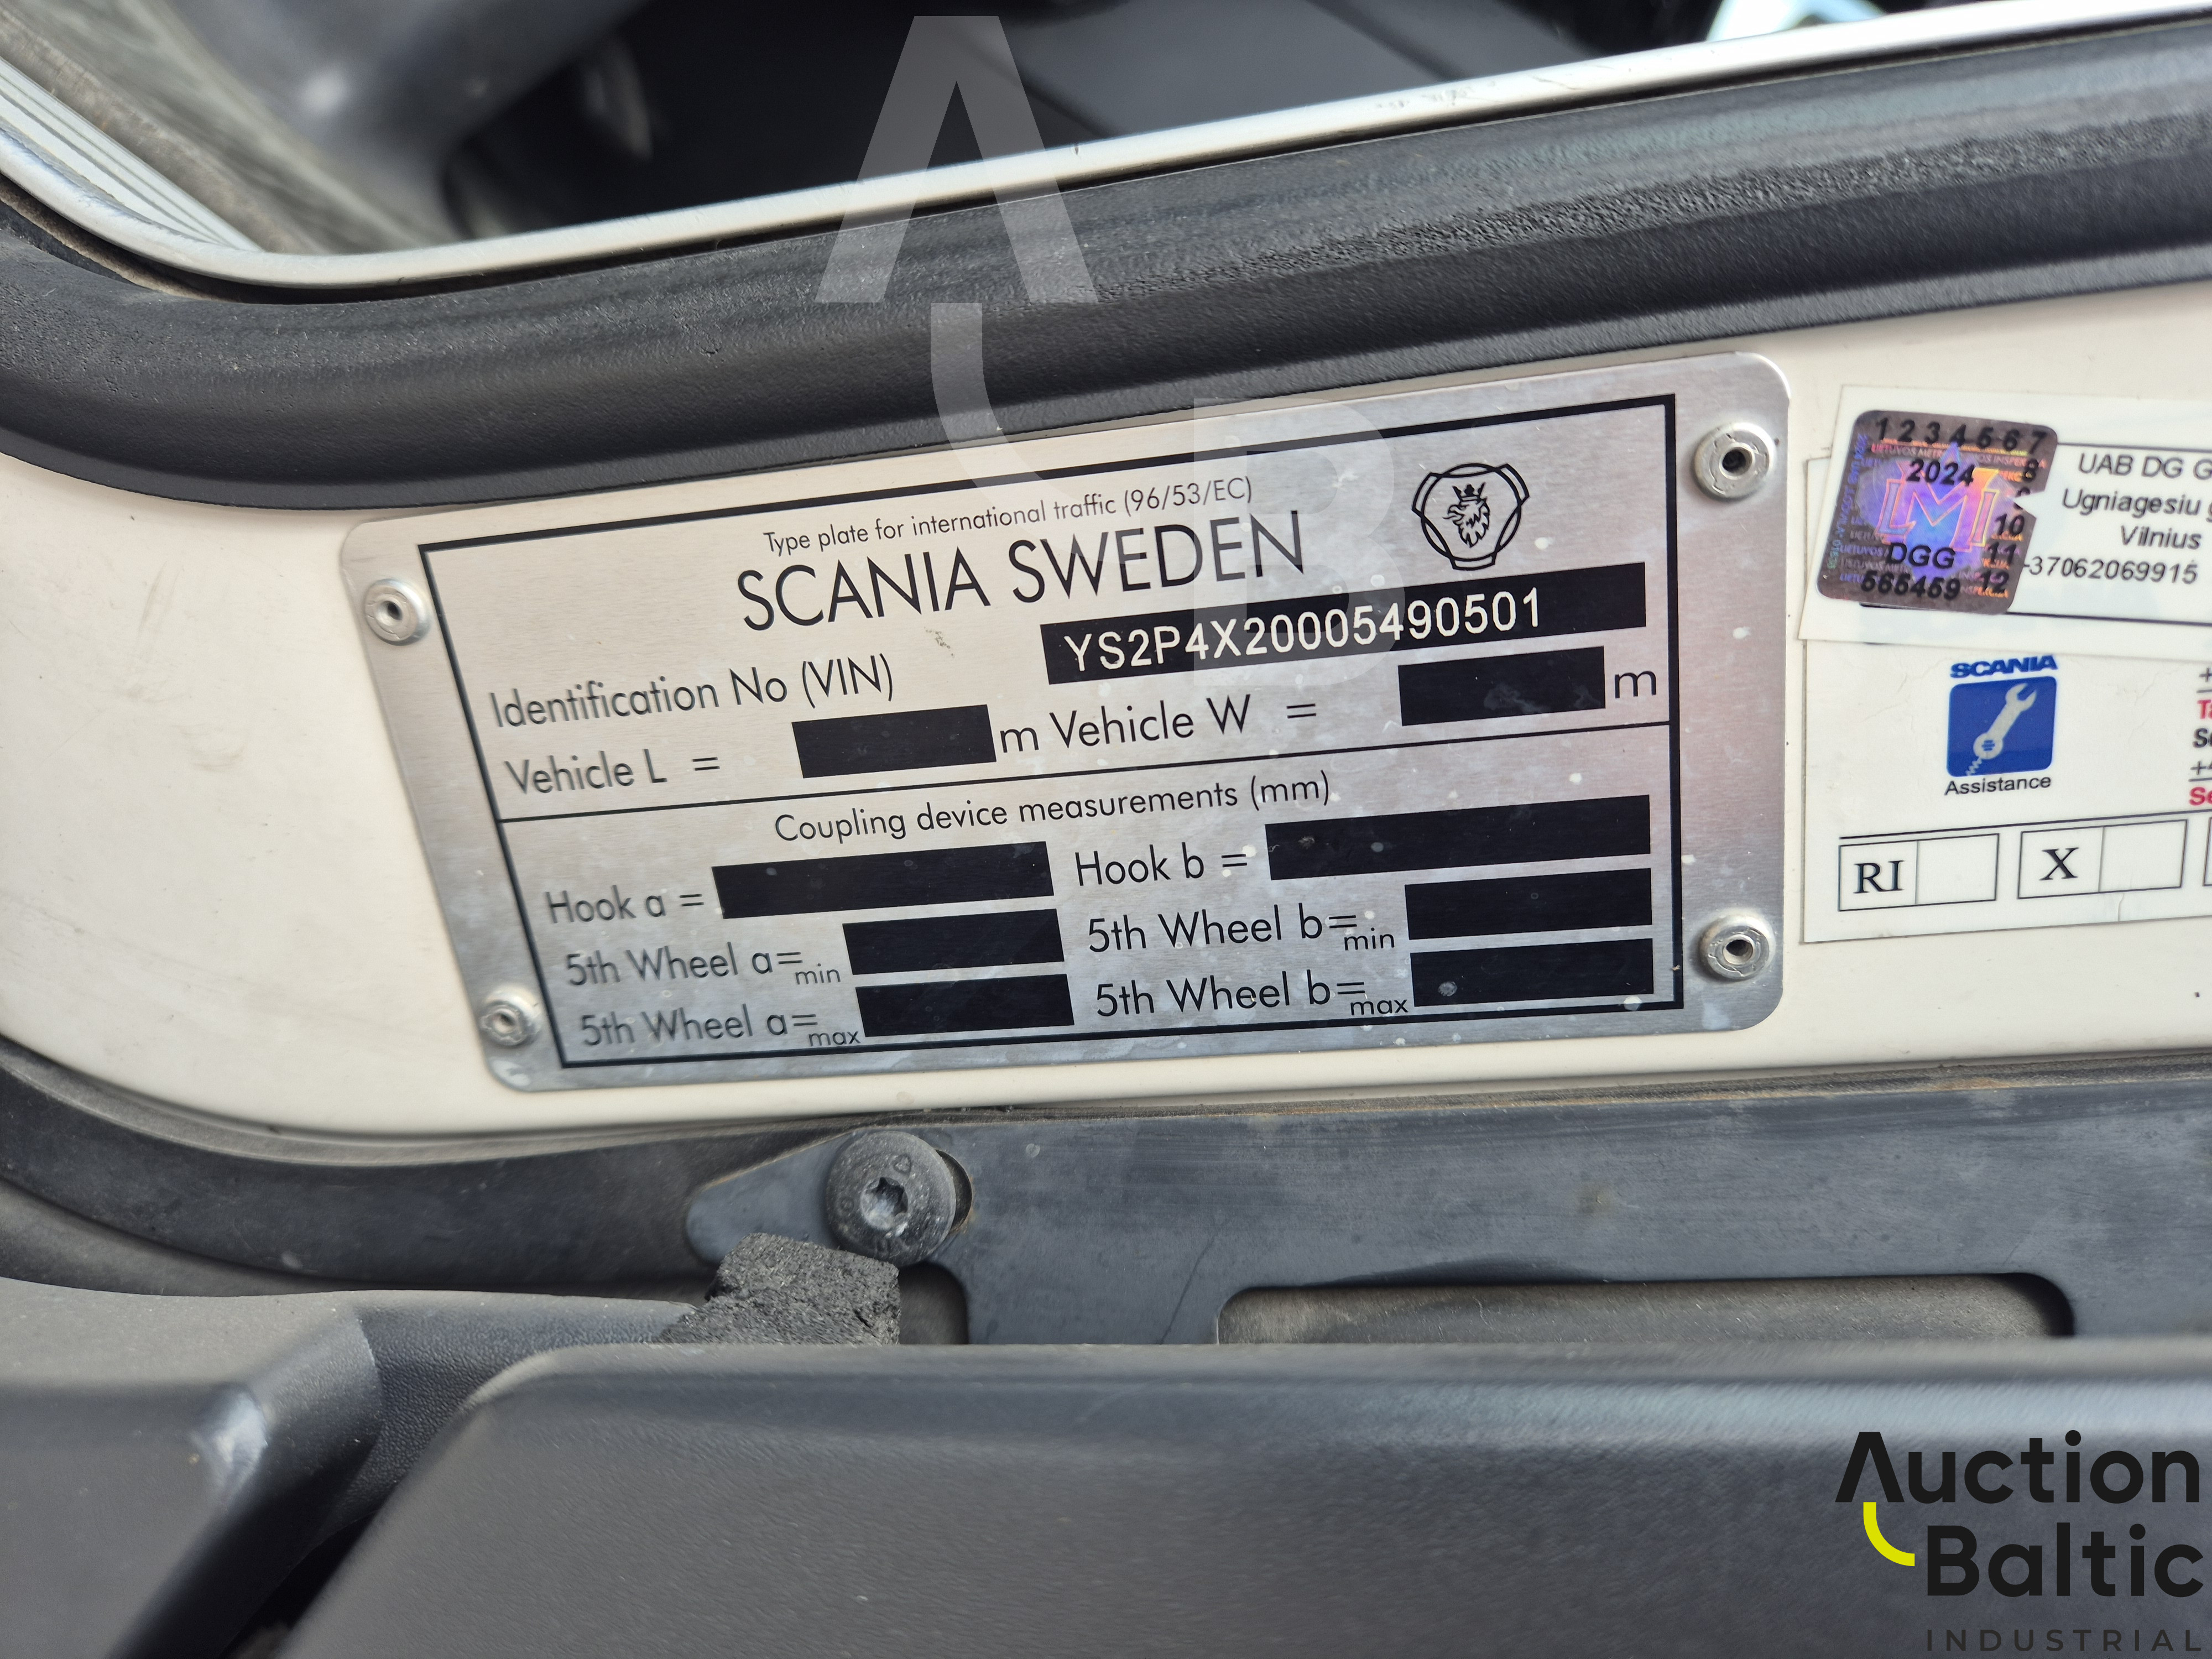 Type plate for international traffic (96/53/EC)
SCANIA SWEDEN
Identification No (VIN) YS2P4X20005490501
Vehicle L = m Vehicle W = m
Coupling device measurements (mm)
Hook a = Hook b =
5th Wheel a=min 5th Wheel b=min
5th Wheel a=max 5th Wheel b=max
1 2 3 4 5 6 7
2024 8
10
DGG 11
565459 12
UAB DG G
Ugniagesiu g
Vilnius
-37062069915
SCANIA
Assistance
RI X
A
B
Auction
Baltic
INDUSTRIAL